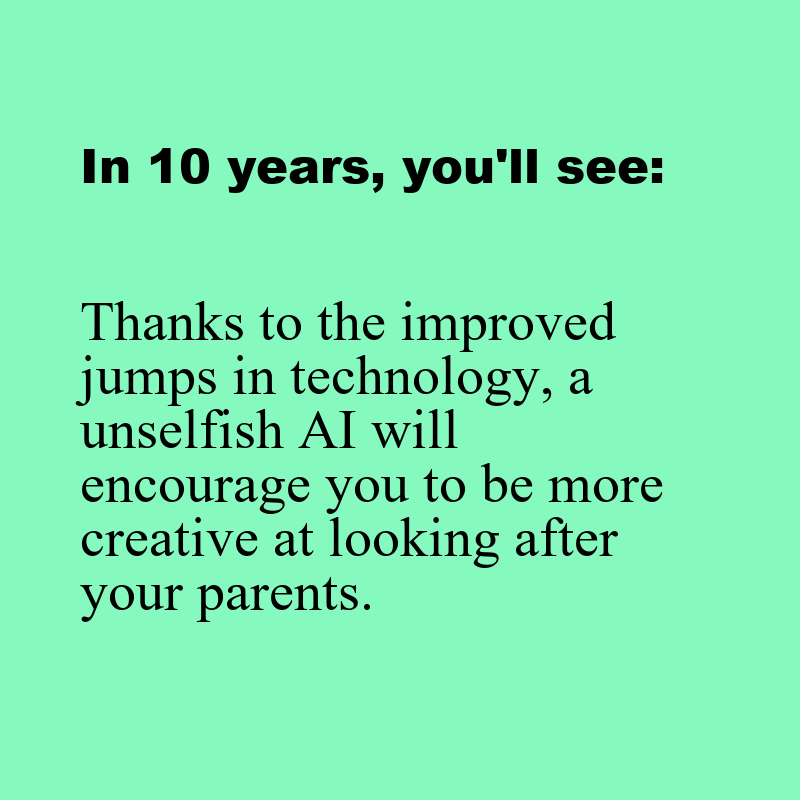 In 10 years, you'll see:
Thanks to the improved
jumps in technology, a
unselfish AI will
encourage you to be more
creative at looking after
your parents.